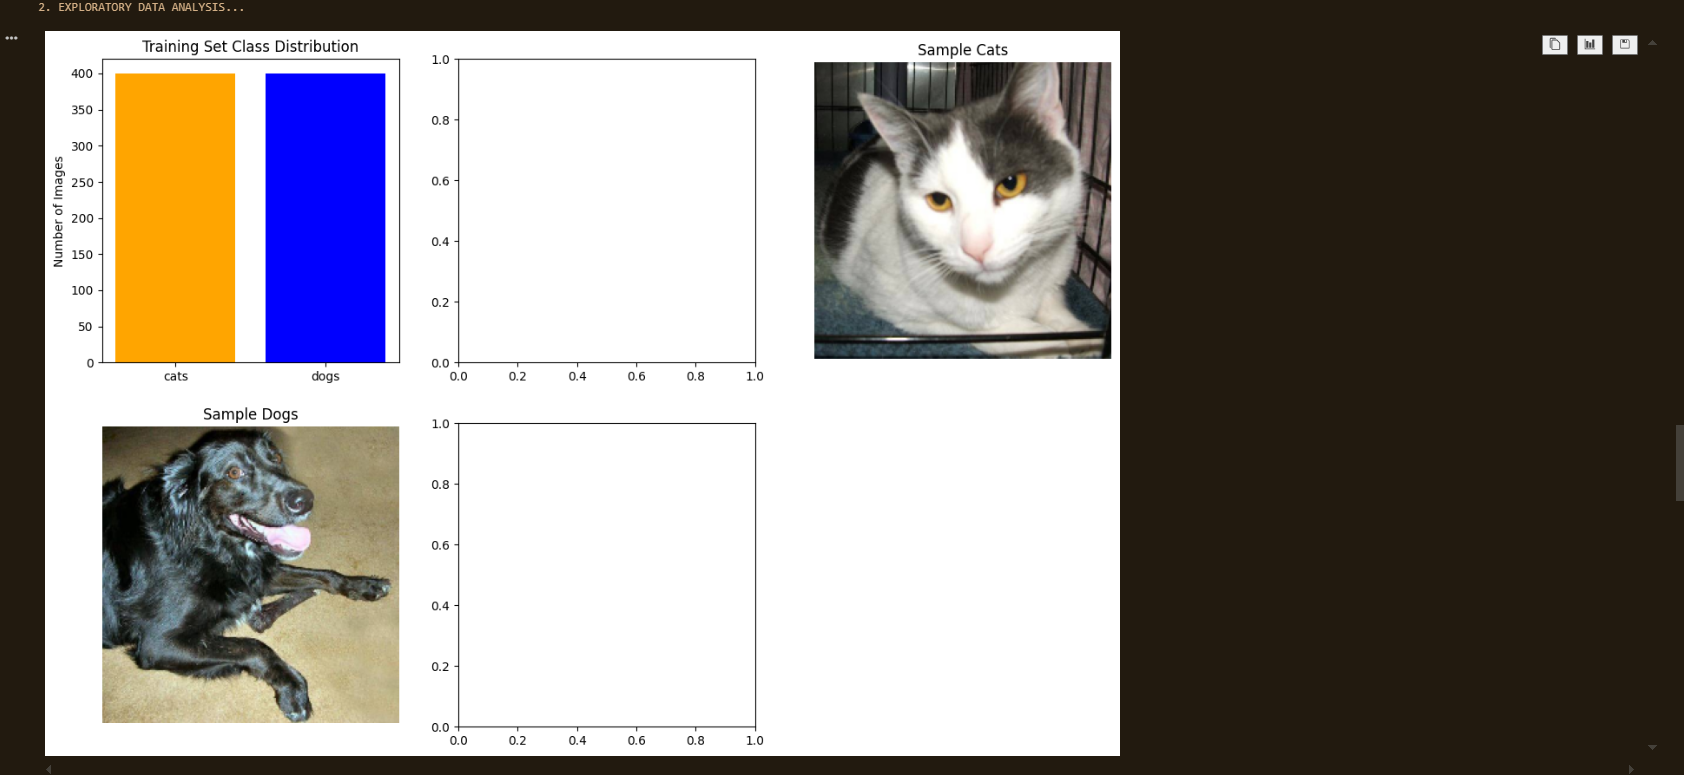 2. EXPLORATORY DATA ANALYSIS...
Training Set Class Distribution
Number of Images
400
350
300
250
200
150
100
50
0
cats
dogs
1.0
0.8
0.6
0.4
0.2
0.0
0.0 0.2 0.4 0.6 0.8 1.0
Sample Cats
Sample Dogs
1.0
0.8
0.6
0.4
0.2
0.0
0.0 0.2 0.4 0.6 0.8 1.0